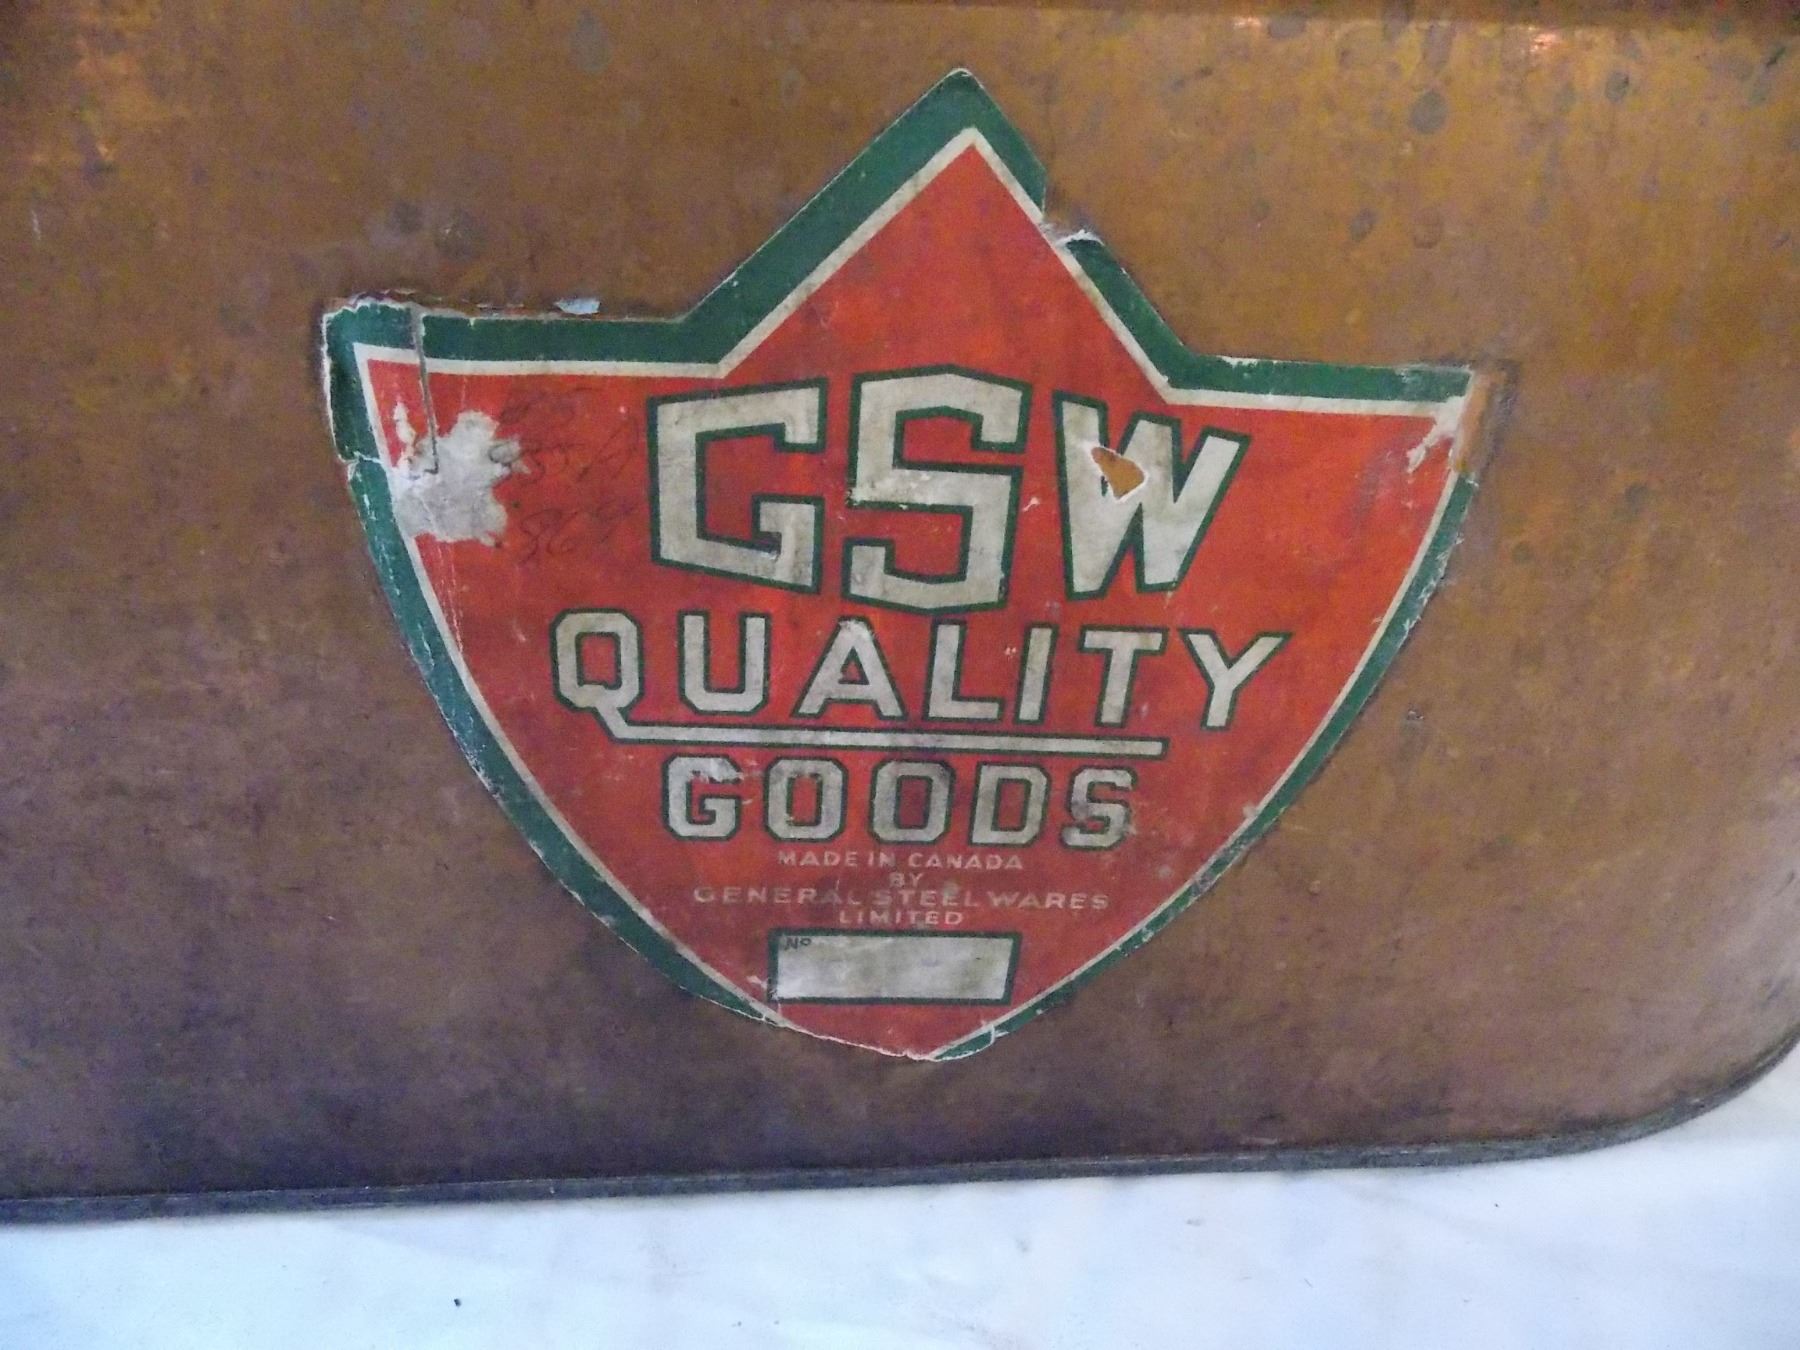 GSW
QUALITY
GOODS
MADE IN CANADA
BY
GENERAL STEEL WARES
LIMITED
No